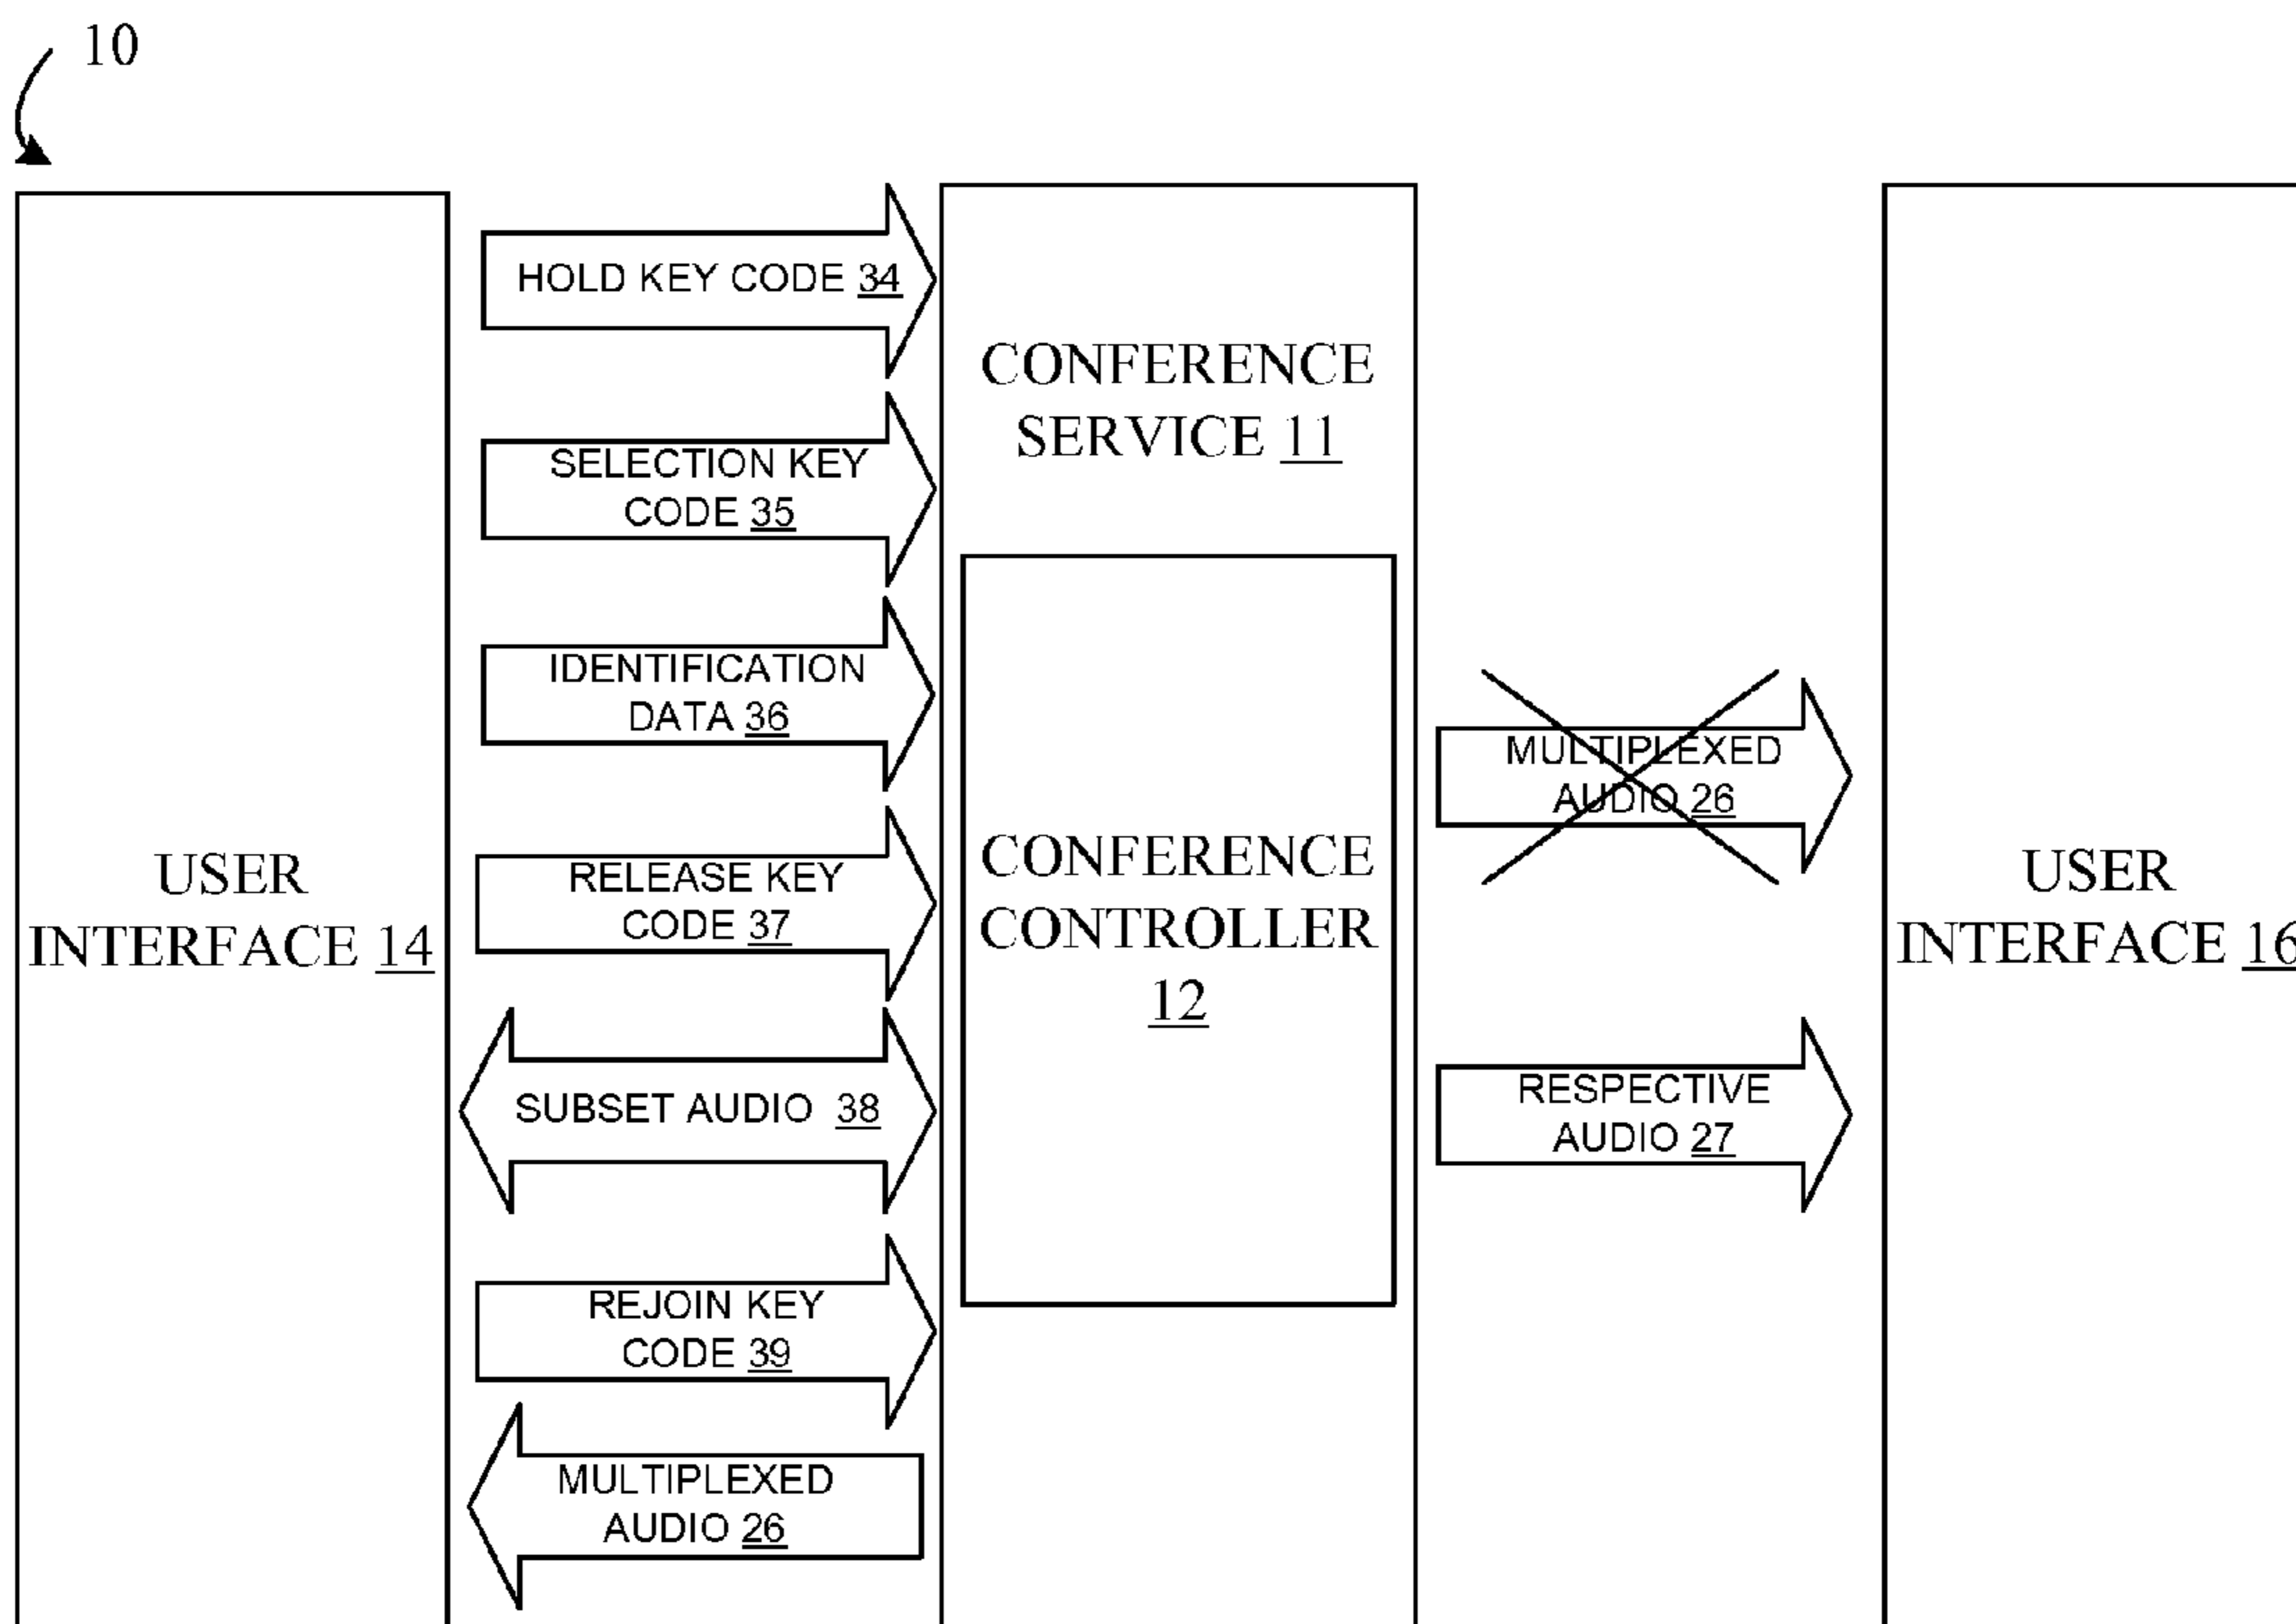 10
HOLD KEY CODE 34
SELECTION KEY
CODE 35
IDENTIFICATION
DATA 36
RELEASE KEY
CODE 37
SUBSET AUDIO 38
REJOIN KEY
CODE 39
MULTIPLEXED
AUDIO 26
USER
INTERFACE 14
CONFERENCE
SERVICE 11
CONFERENCE
CONTROLLER
12
MULTIPLEXED
AUDIO 26
RESPECTIVE
AUDIO 27
USER
INTERFACE 16